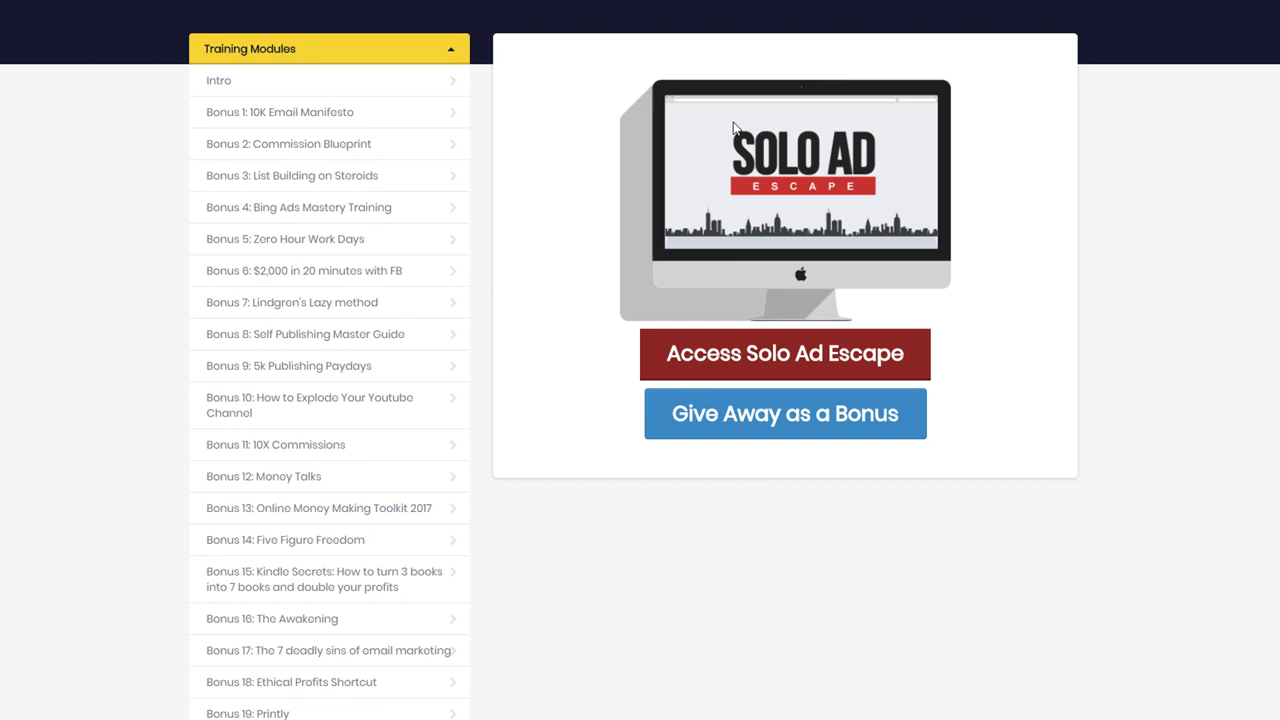 Training Modules
Intro
Bonus 1: 10K Email Manifesto
Bonus 2: Commission Blueprint
Bonus 3: List Building on Steroids
Bonus 4: Bing Ads Mastery Training
Bonus 5: Zero Hour Work Days
Bonus 6: $2,000 in 20 minutes with FB
Bonus 7: Lindgren's Lazy method
Bonus 8: Self Publishing Master Guide
Bonus 9: 5k Publishing Paydays
Bonus 10: How to Explode Your Youtube
Channel
Bonus 11: 10X Commissions
Bonus 12: Money Talks
Bonus 13: Online Money Making Toolkit 2017
Bonus 14: Five Figure Freedom
Bonus 15: Kindle Secrets: How to turn 3 books
into 7 books and double your profits
Bonus 16: The Awakening
Bonus 17: The 7 deadly sins of email marketing
Bonus 18: Ethical Profits Shortcut
Bonus 19: Printly
SOLO AD
ESCAPE
Access Solo Ad Escape
Give Away as a Bonus